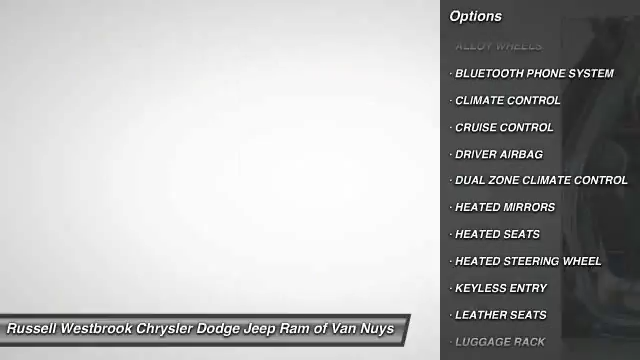 Options
· ALLOY WHEELS
· BLUETOOTH PHONE SYSTEM
· CLIMATE CONTROL
· CRUISE CONTROL
· DRIVER AIRBAG
· DUAL ZONE CLIMATE CONTROL
· HEATED MIRRORS
· HEATED SEATS
· HEATED STEERING WHEEL
· KEYLESS ENTRY
· LEATHER SEATS
· LUGGAGE RACK
Russell Westbrook Chrysler Dodge Jeep Ram of Van Nuys